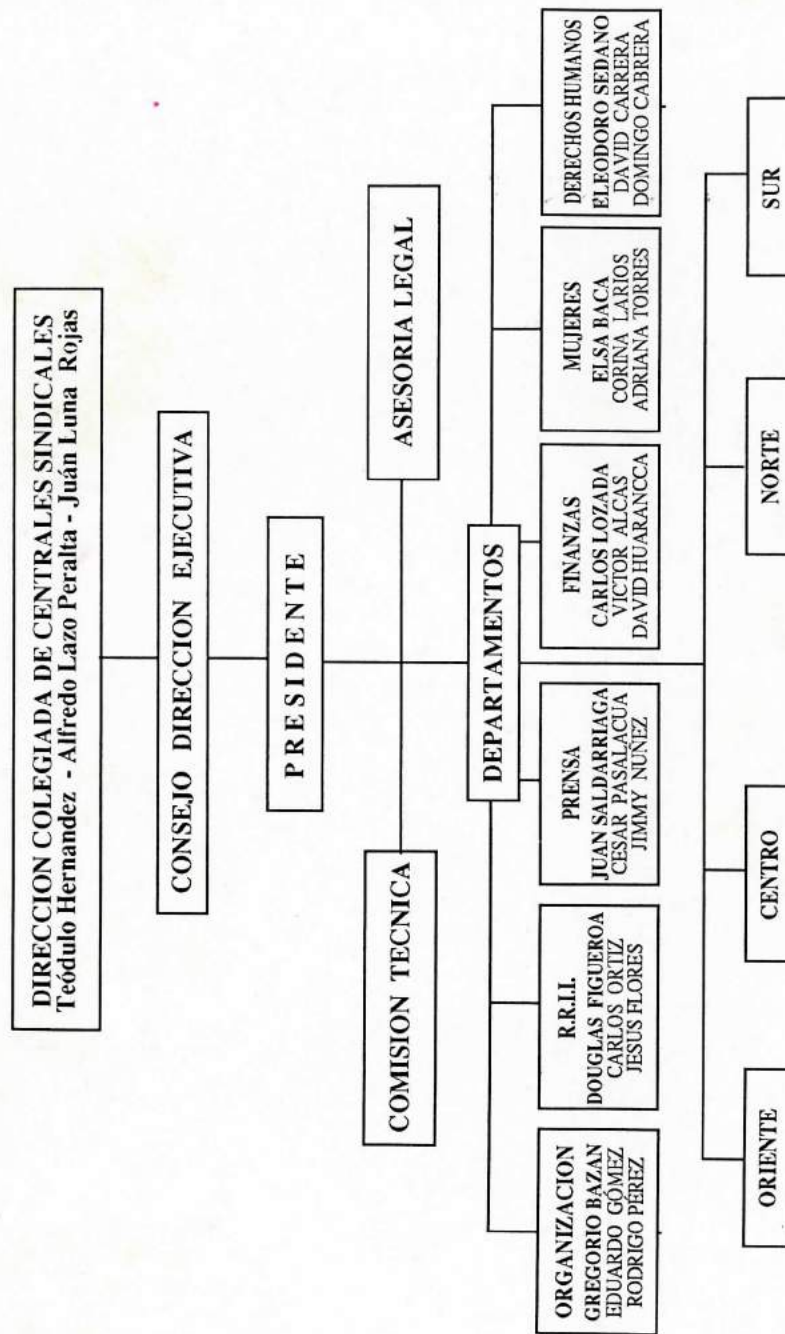 DIRECCION COLEGIADA DE CENTRALES SINDICALES
Teódulo Hernandez - Alfredo Lazo Peralta - Juán Luna Rojas
CONSEJO DIRECCION EJECUTIVA
PRESIDENTE
COMISION TECNICA
ASESORIA LEGAL
DEPARTAMENTOS
ORGANIZACION
GREGORIO BAZAN
EDUARDO GÓMEZ
RODRIGO PÉREZ
R.R.I.I.
DOUGLAS FIGUEROA
CARLOS ORTIZ
JESUS FLORES
PRENSA
JUAN SALDARRIAGA
CESAR PASALACUA
JIMMY NUÑEZ
FINANZAS
CARLOS LOZADA
VICTOR ALCAS
DAVID HUARANCCA
MUJERES
ELSA BACA
CORINA LARIOS
ADRIANA TORRES
DERECHOS HUMANOS
ELEODORO SEDANO
DAVID CARRERA
DOMINGO CABRERA
ORIENTE
CENTRO
NORTE
SUR